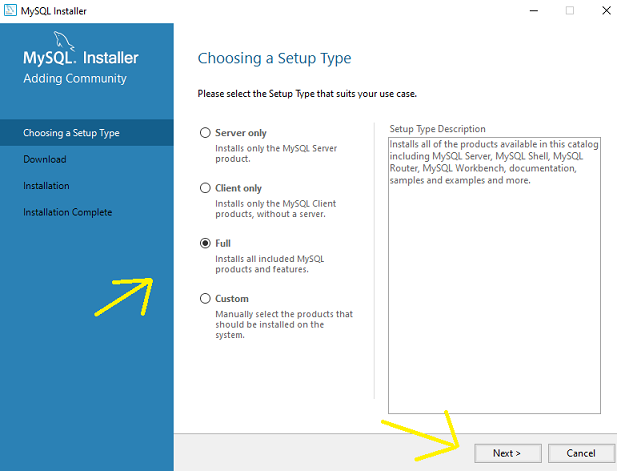 MySQL Installer
MySQL. Installer
Adding Community
Choosing a Setup Type
Download
Installation
Installation Complete
Choosing a Setup Type
Please select the Setup Type that suits your use case.
Server only
Installs only the MySQL Server
product.
Client only
Installs only the MySQL Client
products, without a server.
Full
Installs all included MySQL
products and features.
Custom
Manually select the products that
should be installed on the
system.
Setup Type Description
Installs all of the products available in this catalog
including MySQL Server, MySQL Shell, MySQL
Router, MySQL Workbench, documentation,
samples and examples and more.
Next >
Cancel